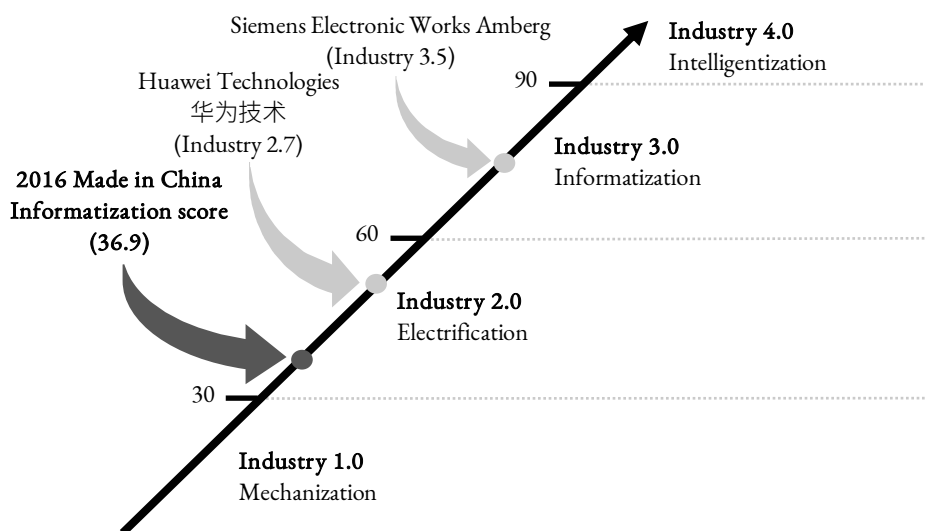 Siemens Electronic Works Amberg
(Industry 3.5)
Industry 4.0
Intelligentization
90
Huawei Technologies
华为技术
(Industry 2.7)
Industry 3.0
Informatization
2016 Made in China
Informatization score
(36.9)
60
Industry 2.0
Electrification
30
Industry 1.0
Mechanization